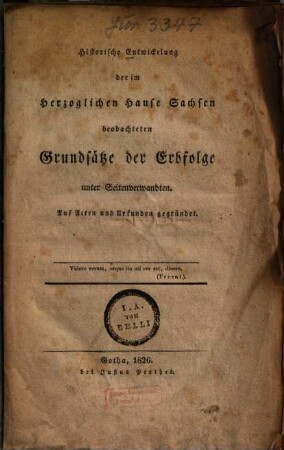 Historische Entwickelung
der im
Herzoglichen Hause Sachsen
beobachteten
Grundsätze der Erbfolge
unter Seitenverwandten.
Auf Acten und Urkunden gegründet.
(Terent.)
I. A.
VON
BELLI
Gotha, 1826.
bei Justus Perthes.